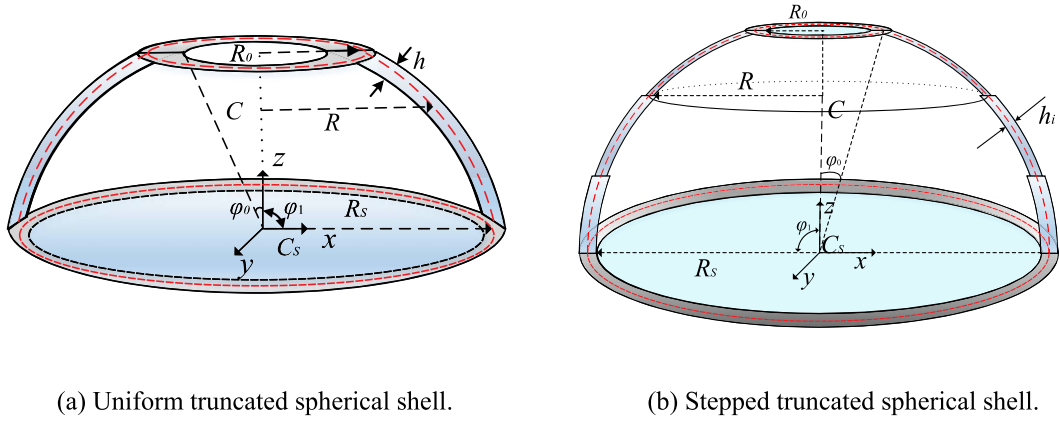 R₀
h
C
R
z
φ₀
φ₁
Rₛ
Cₛ
x
y
(a) Uniform truncated spherical shell.
R₀
R
C
hᵢ
φ₀
z
φ₁
Cₛ
x
y
Rₛ
(b) Stepped truncated spherical shell.